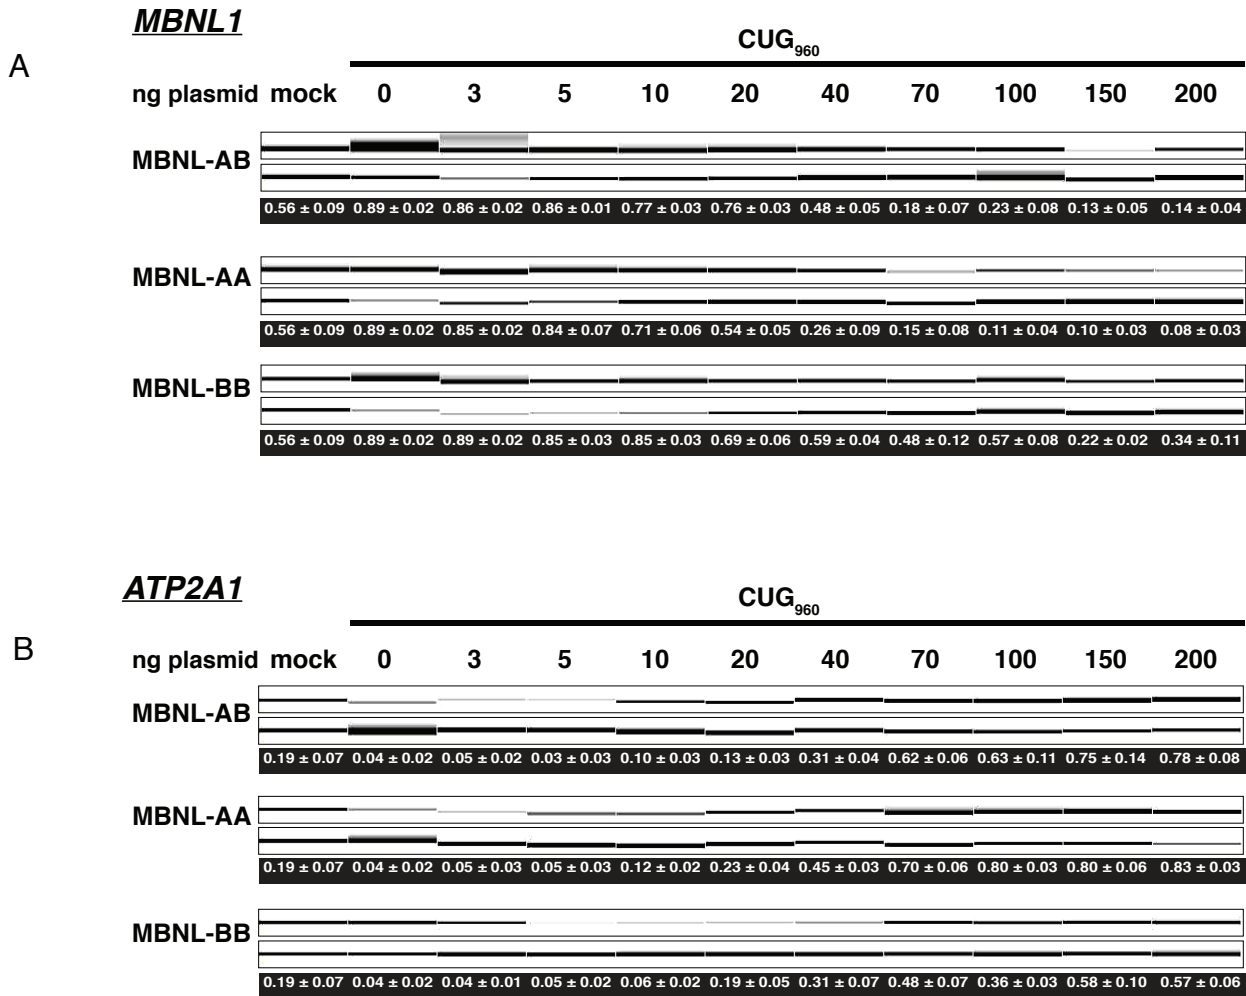 MBNL1
A
CUG960
ng plasmid mock 0 3 5 10 20 40 70 100 150 200
MBNL-AB
0.56 ± 0.09 0.89 ± 0.02 0.86 ± 0.02 0.86 ± 0.01 0.77 ± 0.03 0.76 ± 0.03 0.48 ± 0.05 0.18 ± 0.07 0.23 ± 0.08 0.13 ± 0.05 0.14 ± 0.04
MBNL-AA
0.56 ± 0.09 0.89 ± 0.02 0.85 ± 0.02 0.84 ± 0.07 0.71 ± 0.06 0.54 ± 0.05 0.26 ± 0.09 0.15 ± 0.08 0.11 ± 0.04 0.10 ± 0.03 0.08 ± 0.03
MBNL-BB
0.56 ± 0.09 0.89 ± 0.02 0.89 ± 0.02 0.85 ± 0.03 0.85 ± 0.03 0.69 ± 0.06 0.59 ± 0.04 0.48 ± 0.12 0.57 ± 0.08 0.22 ± 0.02 0.34 ± 0.11
ATP2A1
CUG960
B
ng plasmid mock 0 3 5 10 20 40 70 100 150 200
MBNL-AB
0.19 ± 0.07 0.04 ± 0.02 0.05 ± 0.02 0.03 ± 0.03 0.10 ± 0.03 0.13 ± 0.03 0.31 ± 0.04 0.62 ± 0.06 0.63 ± 0.11 0.75 ± 0.14 0.78 ± 0.08
MBNL-AA
0.19 ± 0.07 0.04 ± 0.02 0.05 ± 0.03 0.05 ± 0.03 0.12 ± 0.02 0.23 ± 0.04 0.45 ± 0.03 0.70 ± 0.06 0.80 ± 0.03 0.80 ± 0.06 0.83 ± 0.03
MBNL-BB
0.19 ± 0.07 0.04 ± 0.02 0.04 ± 0.01 0.05 ± 0.02 0.06 ± 0.02 0.19 ± 0.05 0.31 ± 0.07 0.48 ± 0.07 0.36 ± 0.03 0.58 ± 0.10 0.57 ± 0.06